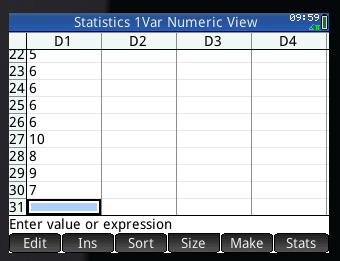 Statistics 1Var Numeric View 09:59
D1 D2 D3 D4
22 5
23 6
24 6
25 6
26 6
27 10
28 8
29 9
30 7
31
Enter value or expression
Edit Ins Sort Size Make Stats